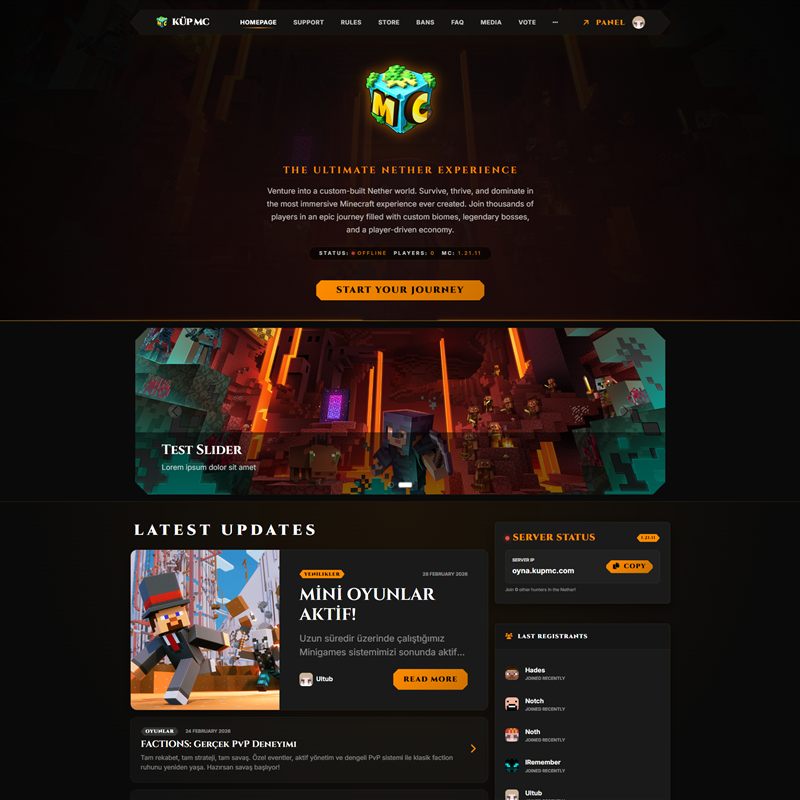 KÜP MC
HOMEPAGE
SUPPORT
RULES
STORE
BANS
FAQ
MEDIA
VOTE
PANEL
M C
THE ULTIMATE NETHER EXPERIENCE
Venture into a custom-built Nether world. Survive, thrive, and dominate in
the most immersive Minecraft experience ever created. Join thousands of
players in an epic journey filled with custom biomes, legendary bosses,
and a player-driven economy.
STATUS: OFFLINE PLAYERS: 0 MC: 1.21.11
START YOUR JOURNEY
TEST SLIDER
Lorem ipsum dolor sit amet
LATEST UPDATES
YENİLİKLER
28 FEBRUARY 2026
MİNİ OYUNLAR
AKTİF!
Uzun süredir üzerinde çalıştığımız
Minigames sistemimizi sonunda aktif...
Ultub
READ MORE
OYUNLAR
24 FEBRUARY 2026
FACTIONS: GERÇEK PVP DENEYIMI
Tam rekabet, tam strateji, tam savaş. Özel eventler, aktif yönetim ve dengeli PvP sistemi ile klasik faction
ruhunu yeniden yaşa. Hazırsan savaş başlıyor!
SERVER STATUS
1.21.11
SERVER IP
oyna.kupmc.com
COPY
Join 0 other hunters in the Nether!
LAST REGISTRANTS
Hades
JOINED RECENTLY
Notch
JOINED RECENTLY
Noth
JOINED RECENTLY
IRemember
JOINED RECENTLY
Ultub